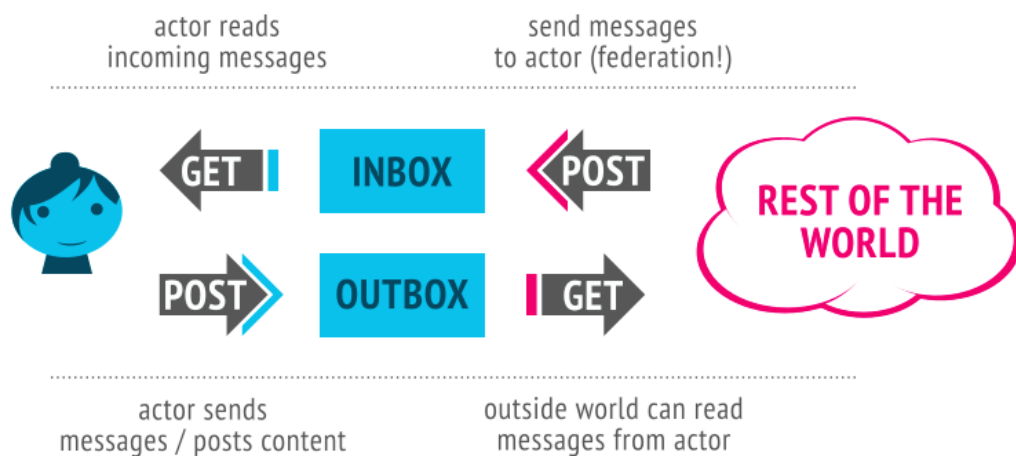 actor reads
incoming messages
send messages
to actor (federation!)
GET
INBOX
POST
REST OF THE
WORLD
POST
OUTBOX
GET
actor sends
messages / posts content
outside world can read
messages from actor